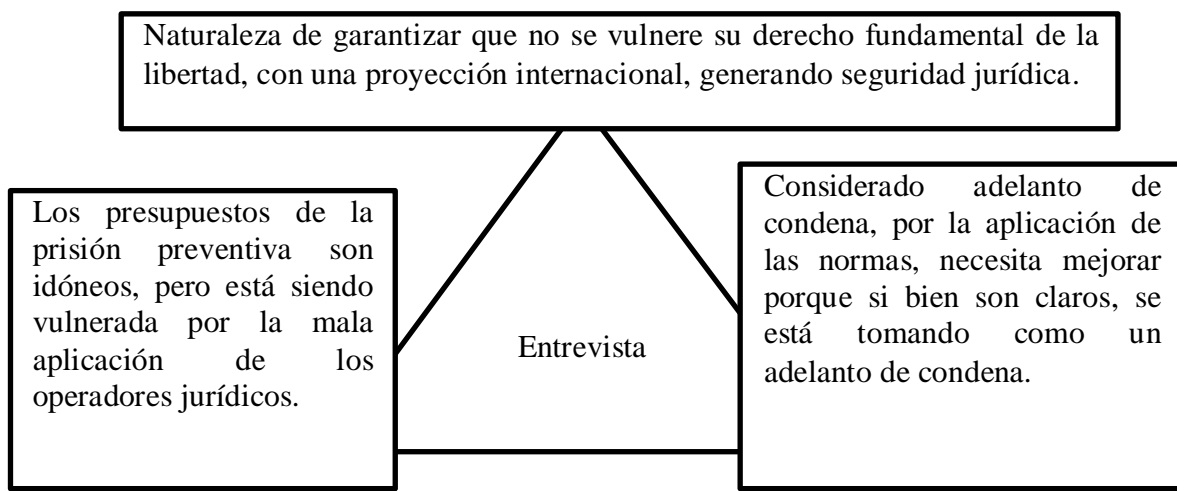 Naturaleza de garantizar que no se vulnere su derecho fundamental de la
libertad, con una proyección internacional, generando seguridad jurídica.
Los presupuestos de la
prisión preventiva son
idóneos, pero está siendo
vulnerada por la mala
aplicación de los
operadores jurídicos.
Entrevista
Considerado adelanto de
condena, por la aplicación de
las normas, necesita mejorar
porque si bien son claros, se
está tomando como un
adelanto de condena.